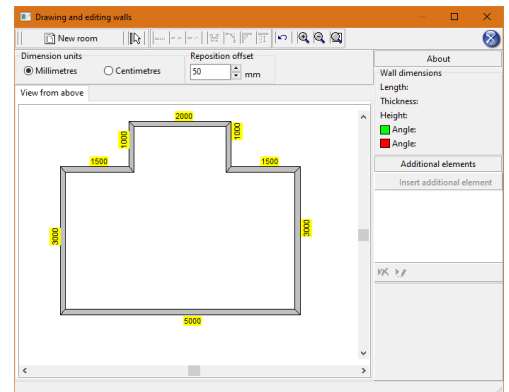 Drawing and editing walls
New room
Dimension units
Millimetres
Centimetres
Reposition offset
50
mm
View from above
2000
1000
1000
1500
1500
3000
3000
5000
About
Wall dimensions
Length:
Thickness:
Height:
Angle:
Angle:
Additional elements
Insert additional element